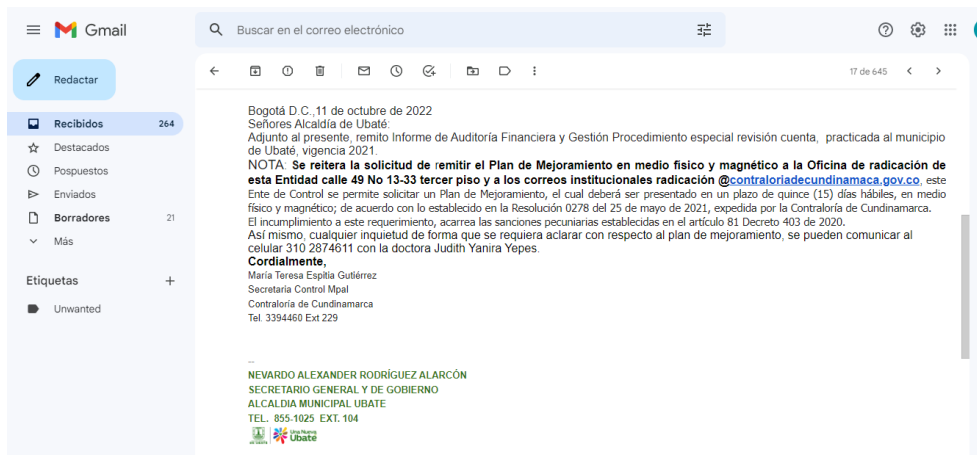 Gmail
Buscar en el correo electrónico
Redactar
17 de 645
Recibidos 264
Destacados
Pospuestos
Enviados
Borradores 21
Más
Etiquetas
Unwanted
Bogotá D.C.,11 de octubre de 2022
Señores Alcaldía de Ubaté:
Adjunto al presente, remito Informe de Auditoría Financiera y Gestión Procedimiento especial revisión cuenta, practicada al municipio
de Ubaté, vigencia 2021.
NOTA: Se reitera la solicitud de remitir el Plan de Mejoramiento en medio físico y magnético a la Oficina de radicación de
esta Entidad calle 49 No 13-33 tercer piso y a los correos institucionales radicación @contraloriadecundinamaca.gov.co, este
Ente de Control se permite solicitar un Plan de Mejoramiento, el cual deberá ser presentado en un plazo de quince (15) días hábiles, en medio
físico y magnético; de acuerdo con lo establecido en la Resolución 0278 del 25 de mayo de 2021, expedida por la Contraloría de Cundinamarca.
El incumplimiento a este requerimiento, acarrea las sanciones pecuniarias establecidas en el artículo 81 Decreto 403 de 2020.
Así mismo, cualquier inquietud de forma que se requiera aclarar con respecto al plan de mejoramiento, se pueden comunicar al
celular 310 2874611 con la doctora Judith Yanira Yepes.
Cordialmente,
María Teresa Espitia Gutiérrez
Secretaría Control Mpal
Contraloría de Cundinamarca
Tel. 3394460 Ext 229
--
NEVARDO ALEXANDER RODRÍGUEZ ALARCÓN
SECRETARIO GENERAL Y DE GOBIERNO
ALCALDIA MUNICIPAL UBATE
TEL. 855-1025 EXT. 104
Una Nueva
Ubaté